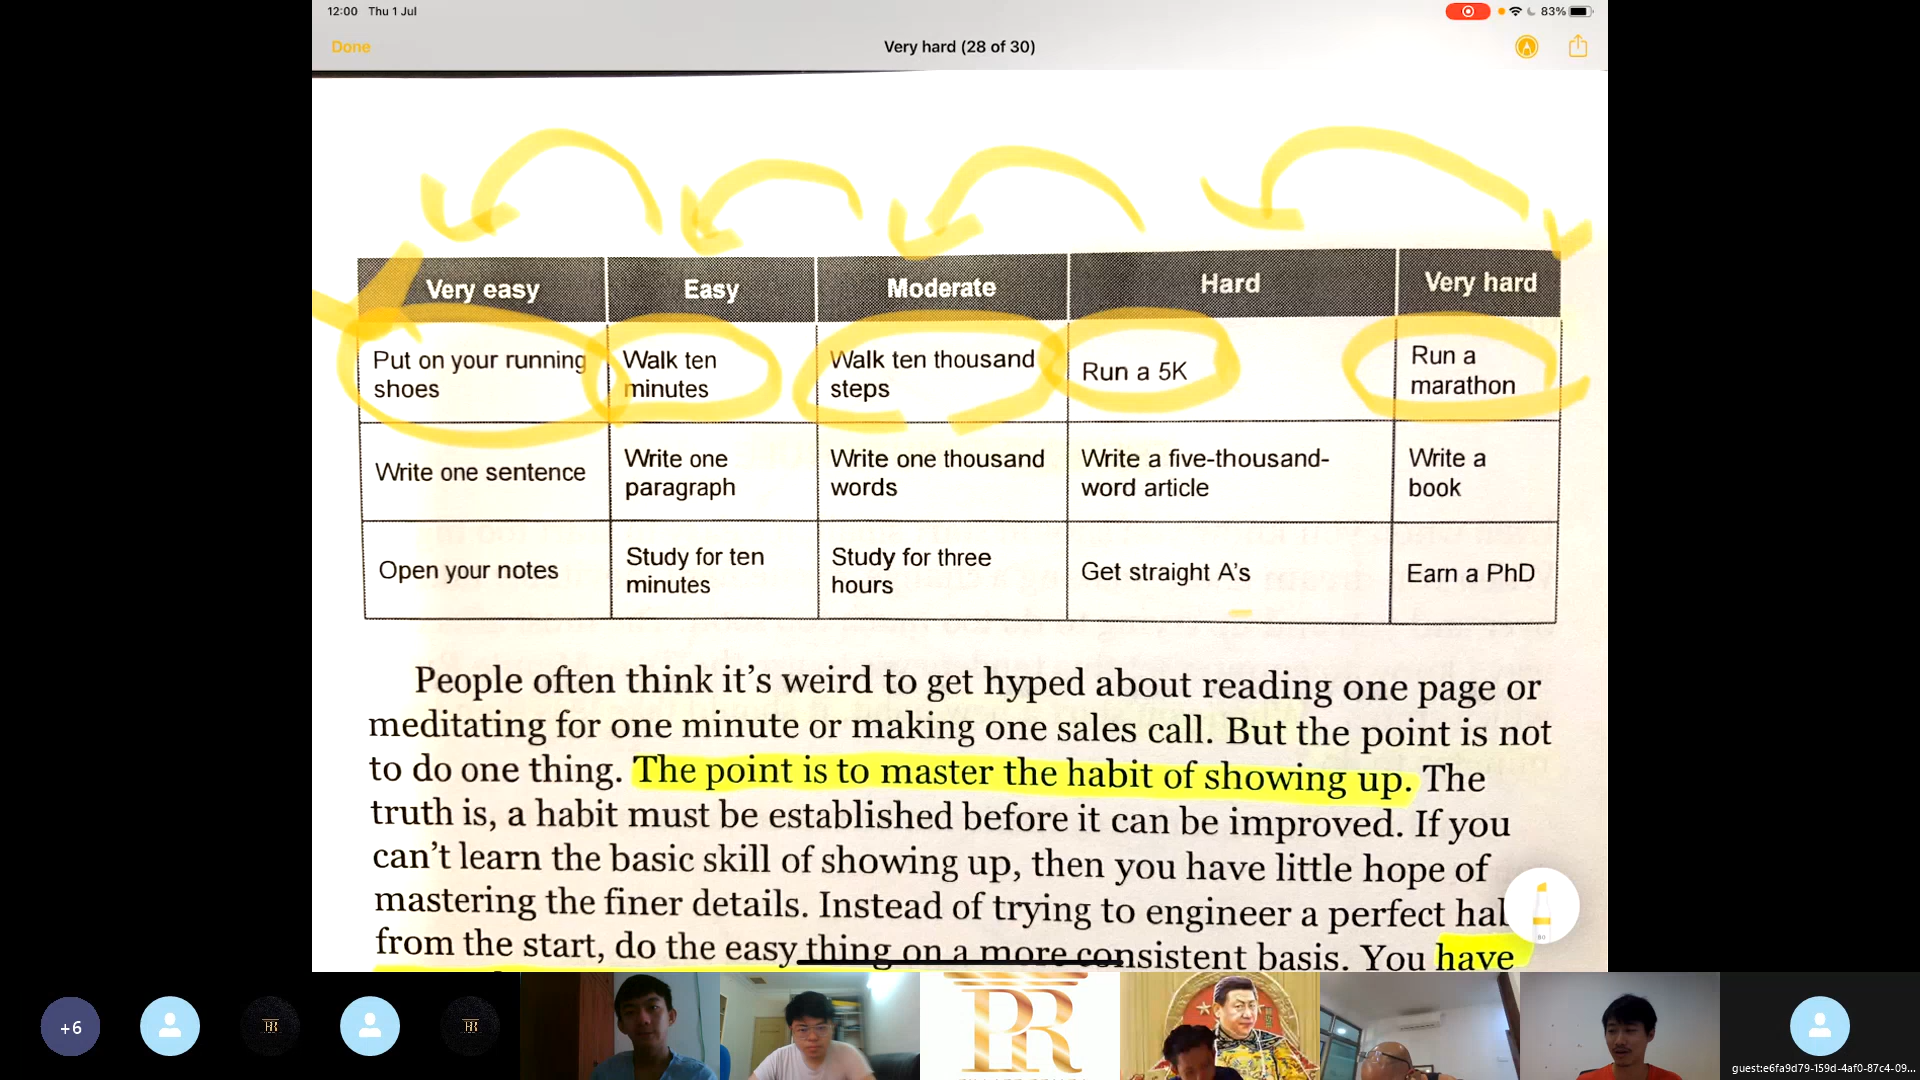 12:00 Thu 1 Jul
83%
Done
Very hard (28 of 30)
Very easy Easy Moderate Hard Very hard
Put on your running shoes
Walk ten minutes
Walk ten thousand steps
Run a 5K
Run a marathon
Write one sentence
Write one paragraph
Write one thousand words
Write a five-thousand-word article
Write a book
Open your notes
Study for ten minutes
Study for three hours
Get straight A's
Earn a PhD
People often think it's weird to get hyped about reading one page or
meditating for one minute or making one sales call. But the point is not
to do one thing. The point is to master the habit of showing up. The
truth is, a habit must be established before it can be improved. If you
can't learn the basic skill of showing up, then you have little hope of
mastering the finer details. Instead of trying to engineer a perfect
from the start, do the easy thing on a more consistent basis. You have
80
+6
PR
guest:e6fa9d79-159d-4af0-87c4-09...